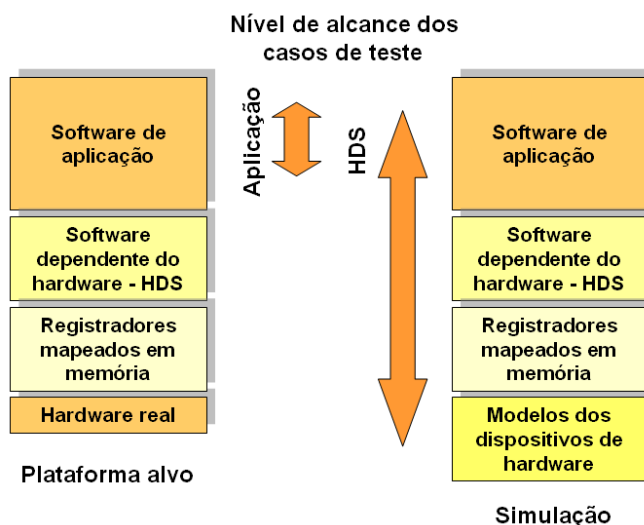 Nível de alcance dos
casos de teste
Software de
aplicação
Software
dependente do
hardware - HDS
Registradores
mapeados em
memória
Hardware real
Plataforma alvo
Aplicação
HDS
Software de
aplicação
Software
dependente do
hardware - HDS
Registradores
mapeados em
memória
Modelos dos
dispositivos de
hardware
Simulação